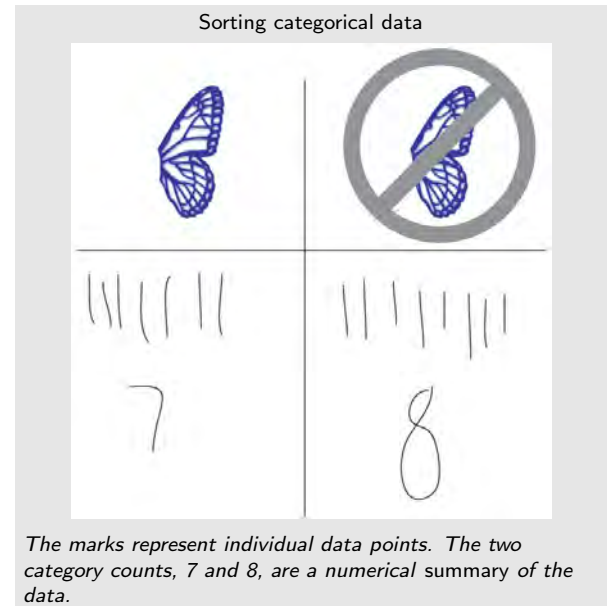 Sorting categorical data
7
8
The marks represent individual data points. The two
category counts, 7 and 8, are a numerical summary of the
data.